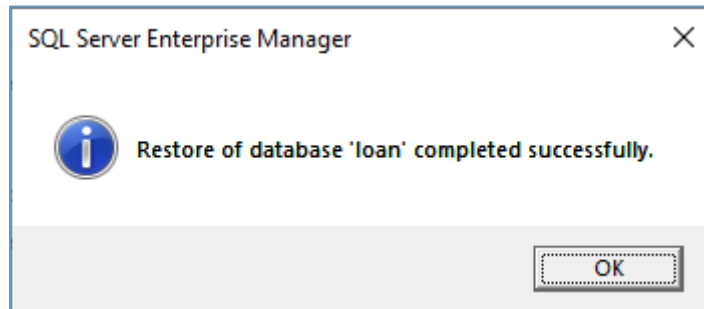 SQL Server Enterprise Manager
Restore of database 'loan' completed successfully.
OK